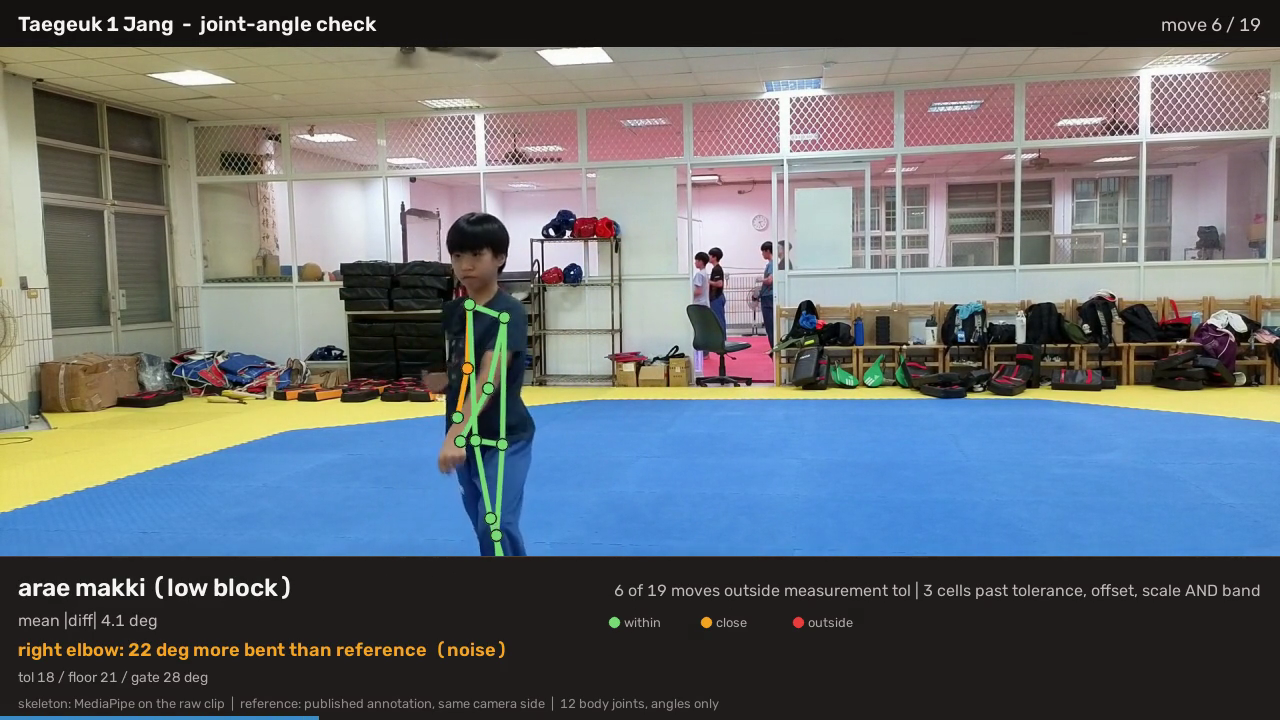 Taegeuk 1 Jang - joint-angle check
move 6 / 19
arae makki (low block)
6 of 19 moves outside measurement tol | 3 cells past tolerance, offset, scale AND band
mean |diff| 4.1 deg
within close outside
right elbow: 22 deg more bent than reference (noise)
tol 18 / floor 21 / gate 28 deg
skeleton: MediaPipe on the raw clip | reference: published annotation, same camera side | 12 body joints, angles only